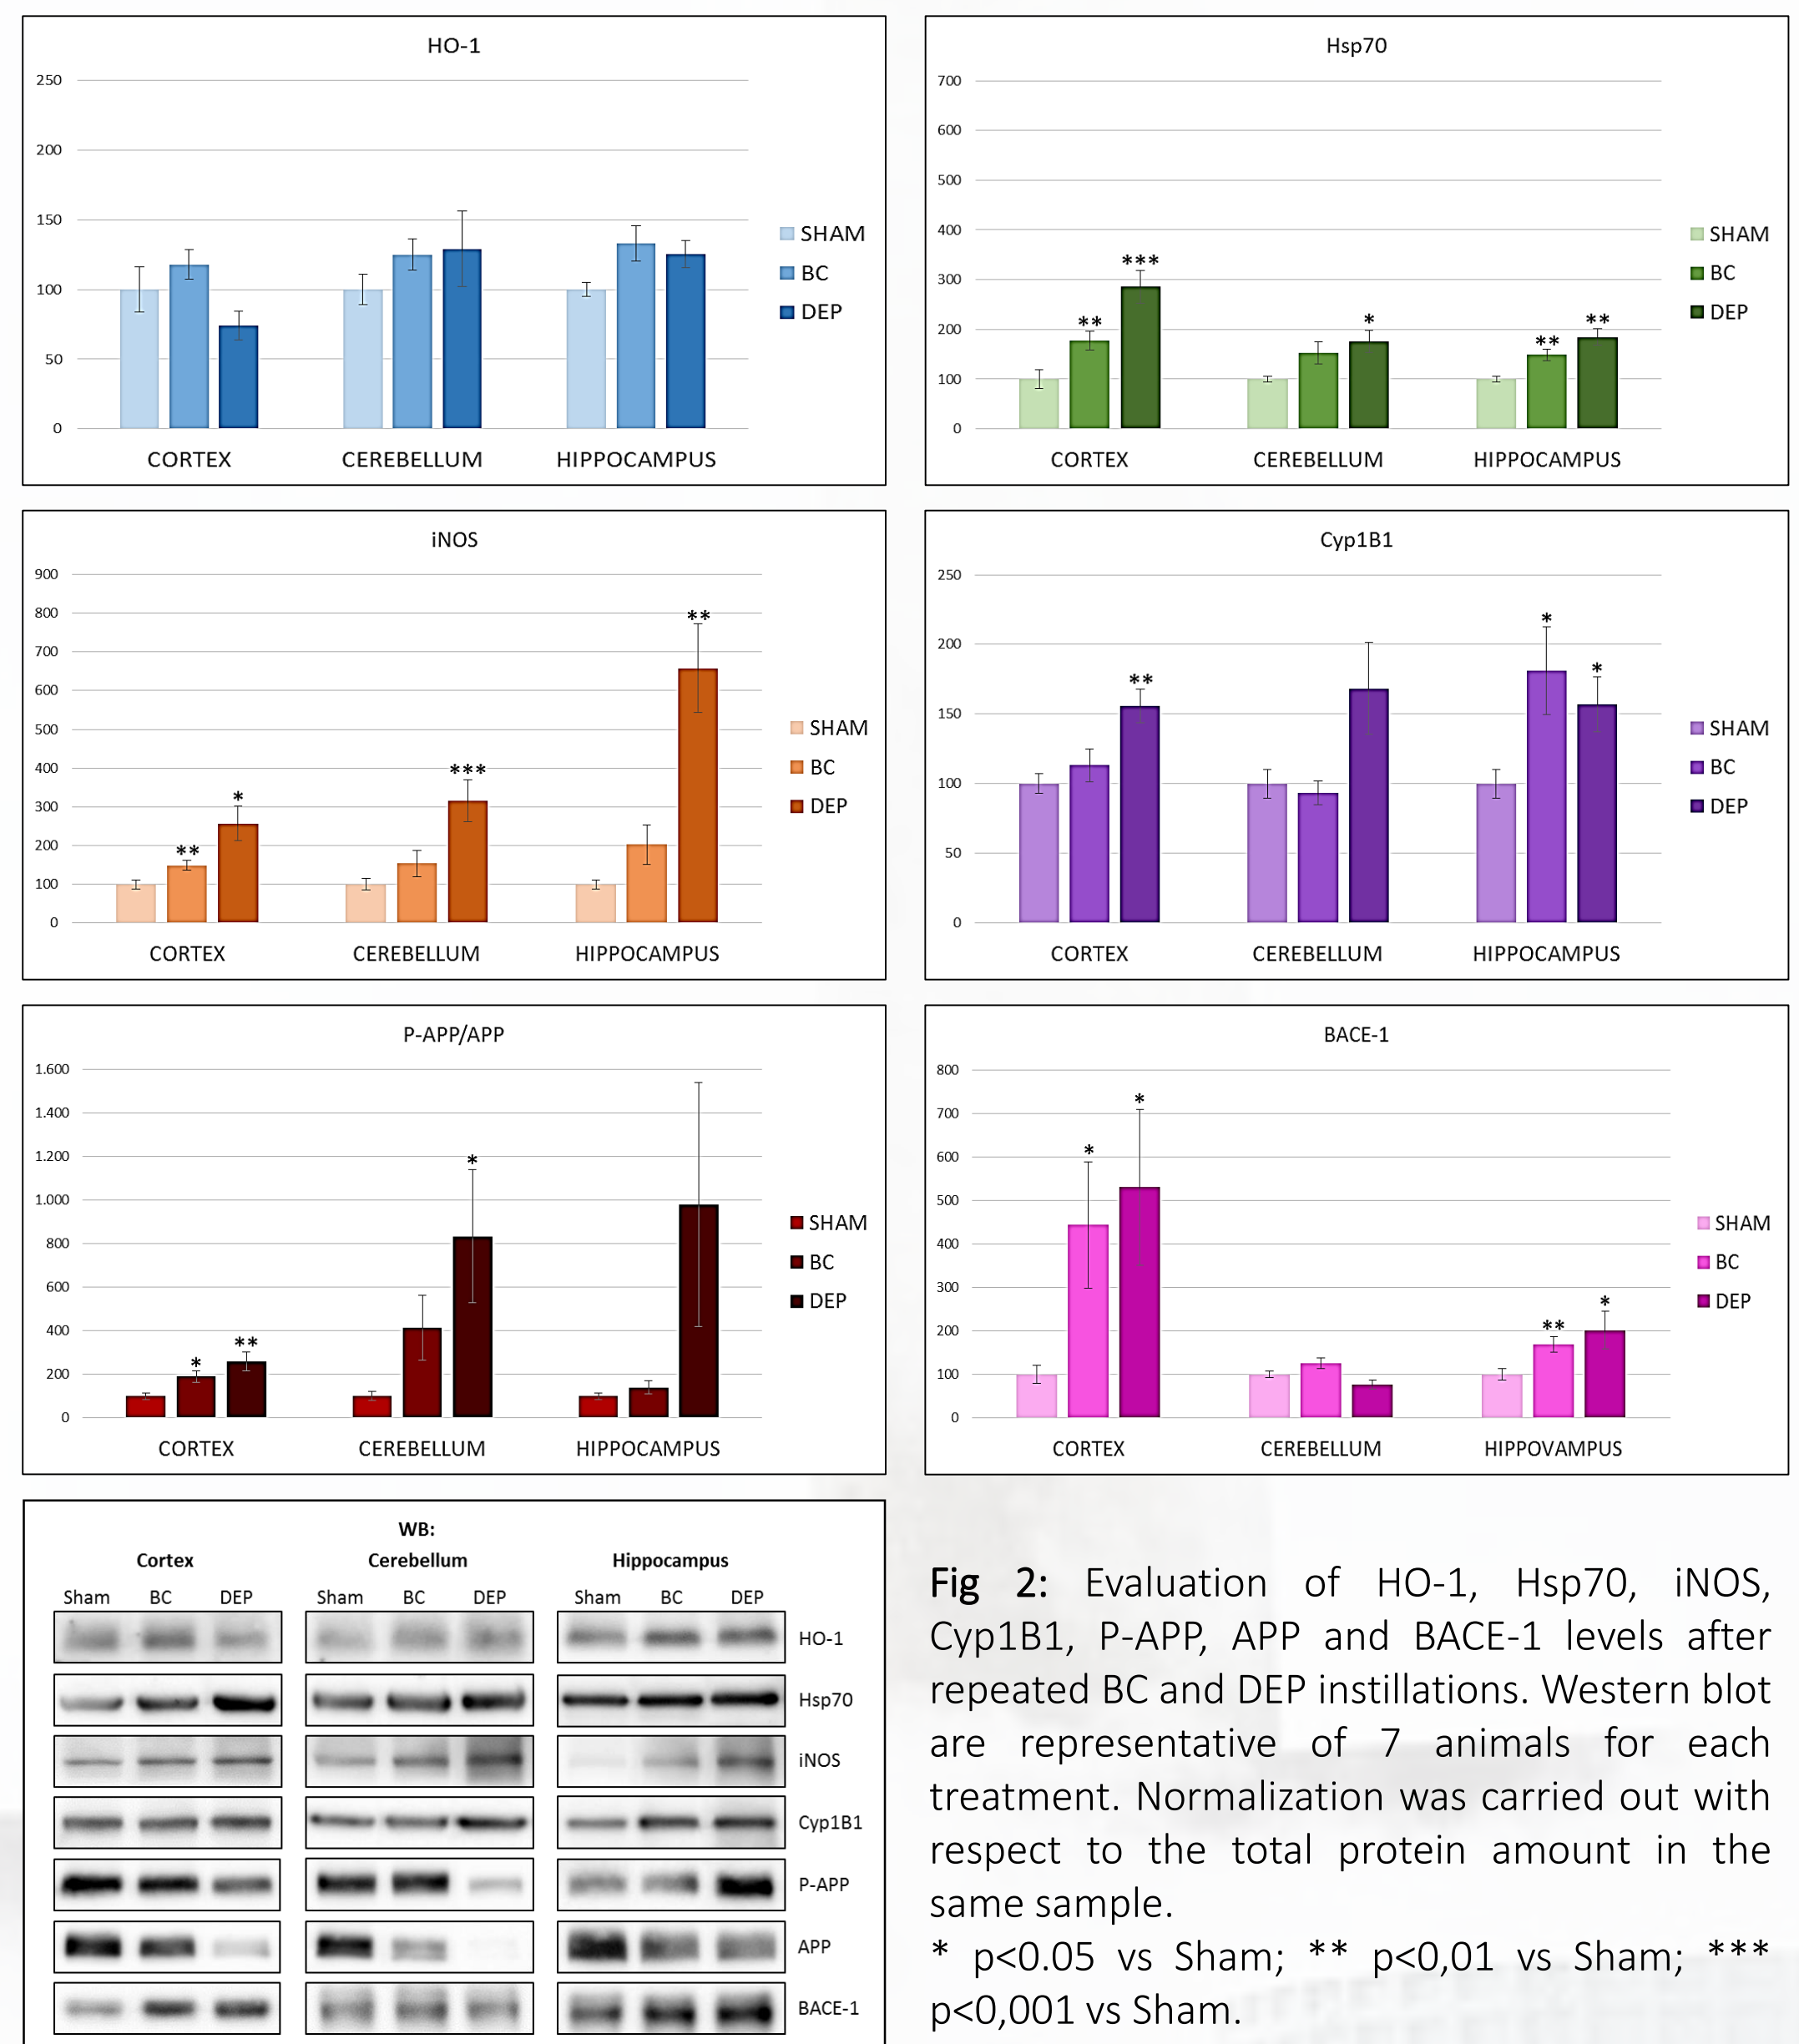 HO-1
250
200
150
100
50
0
CORTEX CEREBELLUM HIPPOCAMPUS
SHAM
BC
DEP
Hsp70
700
600
500
400
300
200
100
0
** *** * ** **
CORTEX CEREBELLUM HIPPOCAMPUS
SHAM
BC
DEP
iNOS
900
800
700
600
500
400
300
200
100
0
** * *** **
CORTEX CEREBELLUM HIPPOCAMPUS
SHAM
BC
DEP
Cyp1B1
250
200
150
100
50
0
** * *
CORTEX CEREBELLUM HIPPOCAMPUS
SHAM
BC
DEP
P-APP/APP
1.600
1.400
1.200
1.000
800
600
400
200
0
* ** *
CORTEX CEREBELLUM HIPPOCAMPUS
SHAM
BC
DEP
BACE-1
800
700
600
500
400
300
200
100
0
* * ** *
CORTEX CEREBELLUM HIPPOVAMPUS
SHAM
BC
DEP
WB:
Cortex Cerebellum Hippocampus
Sham BC DEP Sham BC DEP Sham BC DEP
HO-1
Hsp70
iNOS
Cyp1B1
P-APP
APP
BACE-1
Fig 2: Evaluation of HO-1, Hsp70, iNOS,
Cyp1B1, P-APP, APP and BACE-1 levels after
repeated BC and DEP instillations. Western blot
are representative of 7 animals for each
treatment. Normalization was carried out with
respect to the total protein amount in the
same sample.
* p<0.05 vs Sham; ** p<0,01 vs Sham; ***
p<0,001 vs Sham.